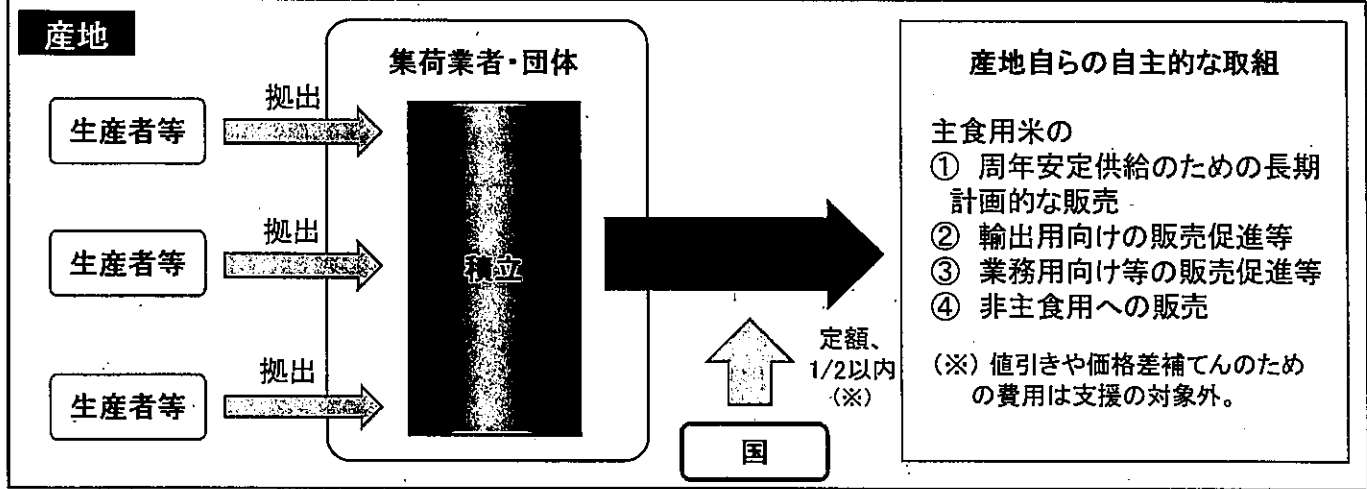 産地
集荷業者・団体
生産者等
拠出
生産者等
拠出
生産者等
拠出
積立
定額、
1/2以内
(※)
国
産地自らの自主的な取組
主食用米の
① 周年安定供給のための長期
計画的な販売
② 輸出用向けの販売促進等
③ 業務用向け等の販売促進等
④ 非主食用への販売
(※) 値引きや価格差補てんのため
の費用は支援の対象外。